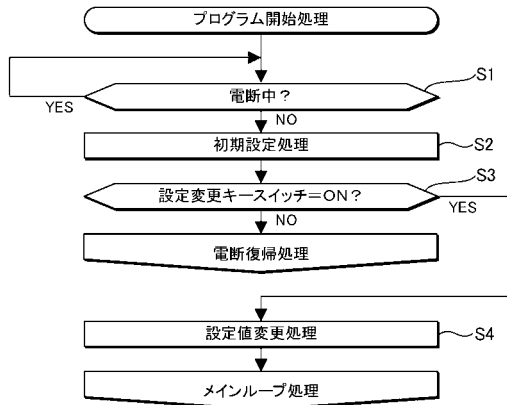 プログラム開始処理
電断中？
S1
YES
NO
初期設定処理
S2
設定変更キースイッチ＝ON？
S3
YES
NO
電断復帰処理
設定値変更処理
S4
メインループ処理